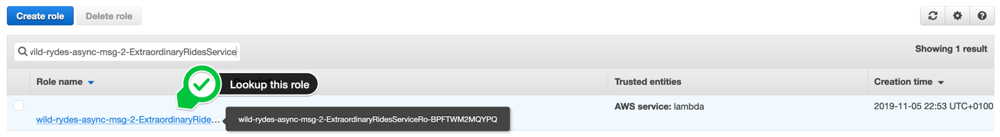 Create role
Delete role
wild-rydes-async-msg-2-ExtraordinaryRidesService
Showing 1 result
Role name
Trusted entities
Creation time
Lookup this role
AWS service: lambda
2019-11-05 22:53 UTC+0100
wild-rydes-async-msg-2-ExtraordinaryRide...
wild-rydes-async-msg-2-ExtraordinaryRidesServiceRo-BPFTWM2MQYPQ